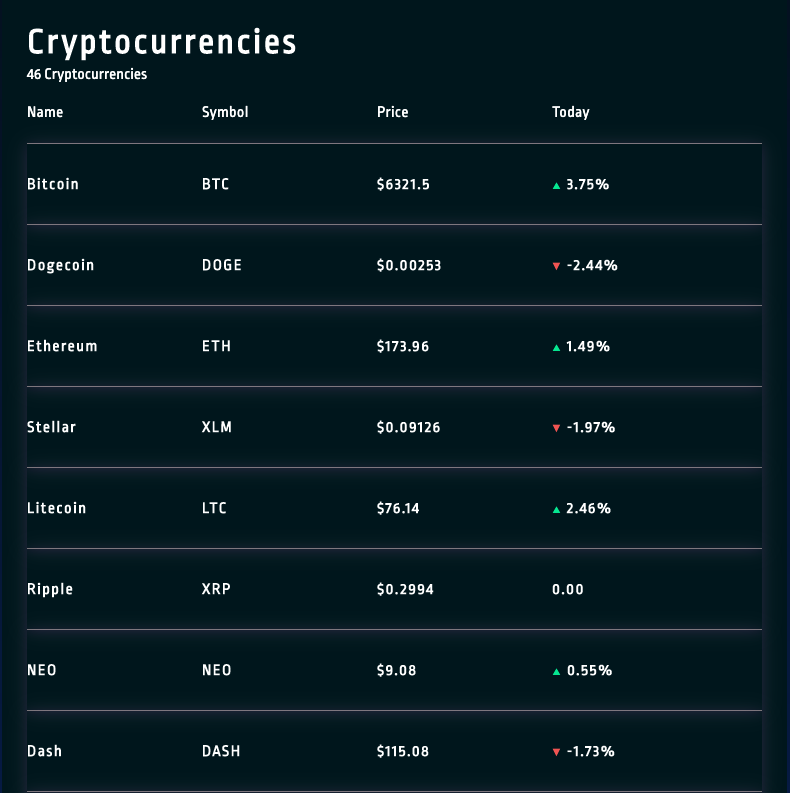 Cryptocurrencies
46 Cryptocurrencies
Name Symbol Price Today
Bitcoin BTC $6321.5 ▲ 3.75%
Dogecoin DOGE $0.00253 ▼ -2.44%
Ethereum ETH $173.96 ▲ 1.49%
Stellar XLM $0.09126 ▼ -1.97%
Litecoin LTC $76.14 ▲ 2.46%
Ripple XRP $0.2994 0.00
NEO NEO $9.08 ▲ 0.55%
Dash DASH $115.08 ▼ -1.73%